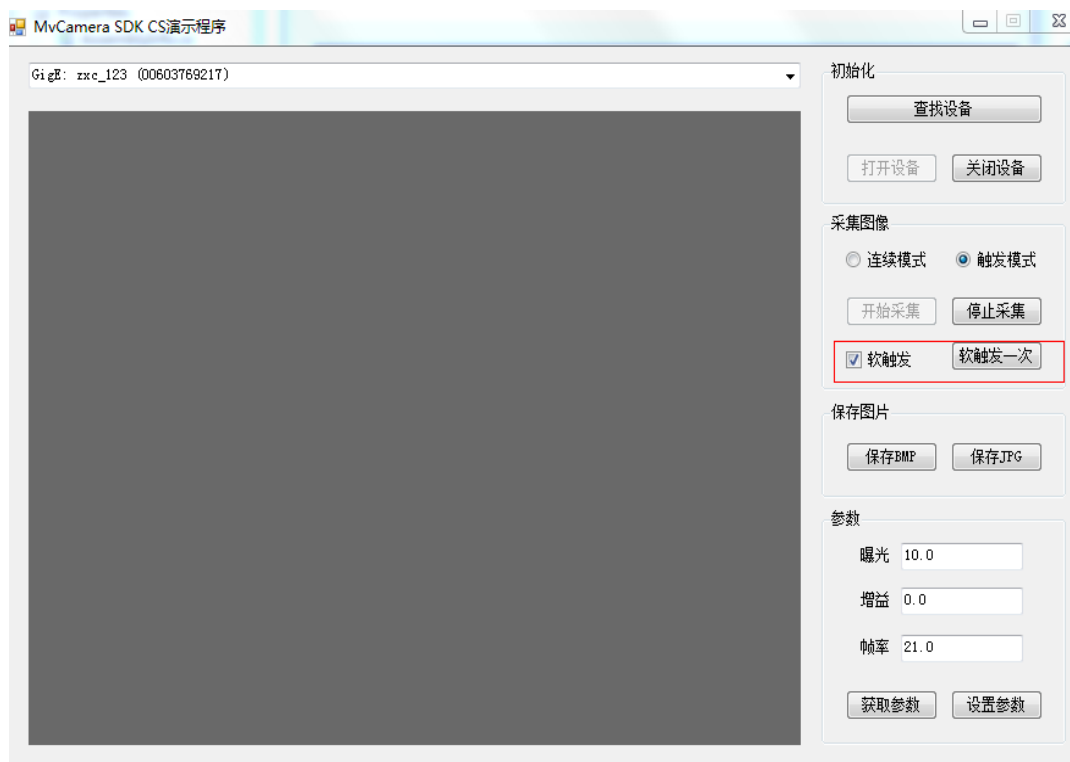 MvCamera SDK CS演示程序
GigE: zxc_123 (00603769217)
初始化
查找设备
打开设备 关闭设备
采集图像
连续模式 触发模式
开始采集 停止采集
软触发 软触发一次
保存图片
保存BMP 保存JPG
参数
曝光 10.0
增益 0.0
帧率 21.0
获取参数 设置参数